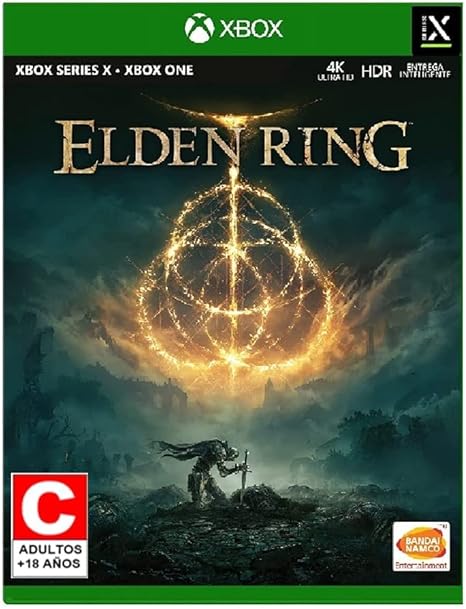 XBOX
XBOX SERIES X • XBOX ONE
4K
ULTRA HD
HDR
ENTREGA
INTELIGENTE
X
ELDEN RING
C
ADULTOS
+18 AÑOS
BANDAI
NAMCO
Entertainment